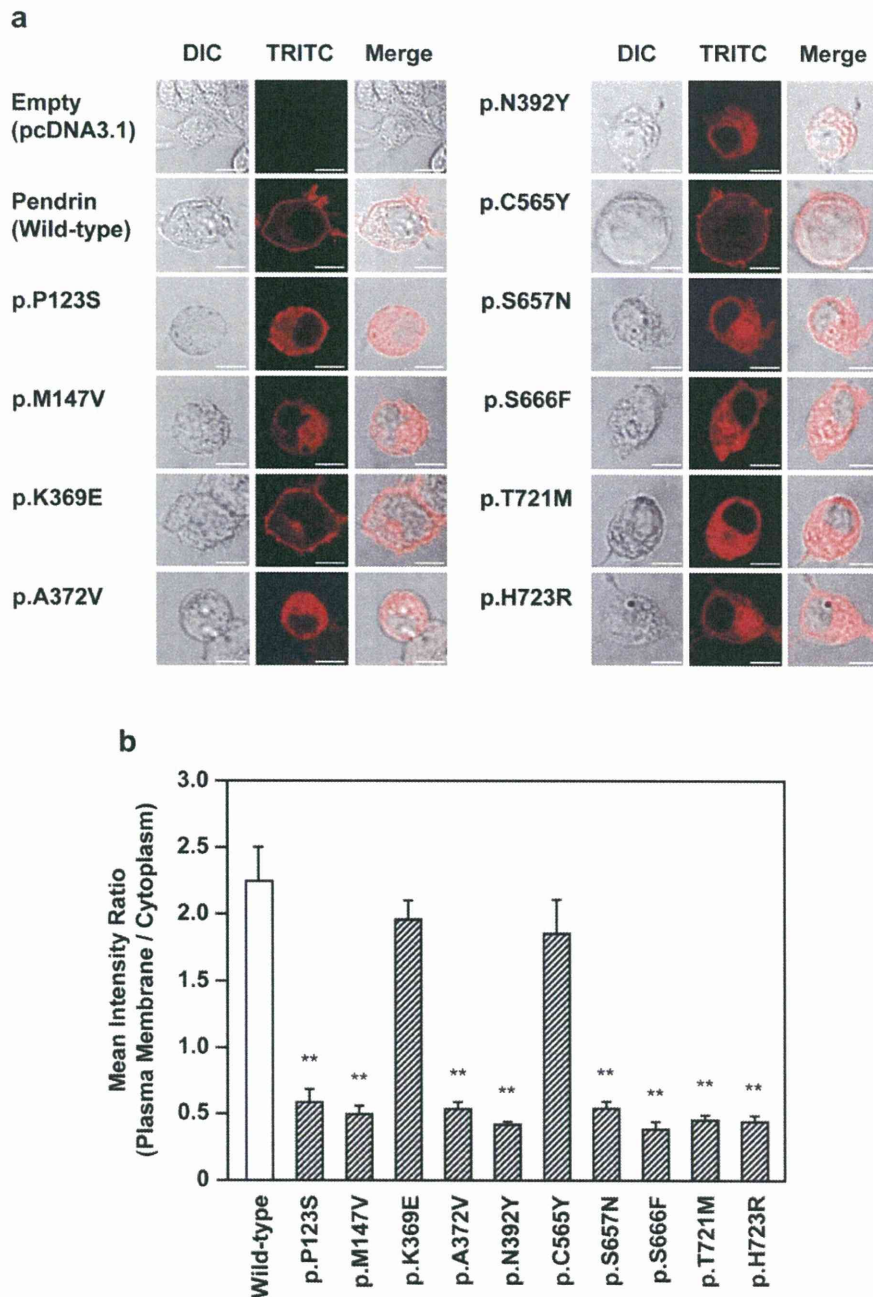 a
DIC TRITC Merge
Empty
(pcDNA3.1)
Pendrin
(Wild-type)
p.P123S
p.M147V
p.K369E
p.A372V
DIC TRITC Merge
p.N392Y
p.C565Y
p.S657N
p.S666F
p.T721M
p.H723R
b
Mean Intensity Ratio
(Plasma Membrane / Cytoplasm)
3.0
2.5
2.0
1.5
1.0
0.5
0
** ** ** ** ** ** ** **
Wild-type
p.P123S
p.M147V
p.K369E
p.A372V
p.N392Y
p.C565Y
p.S657N
p.S666F
p.T721M
p.H723R